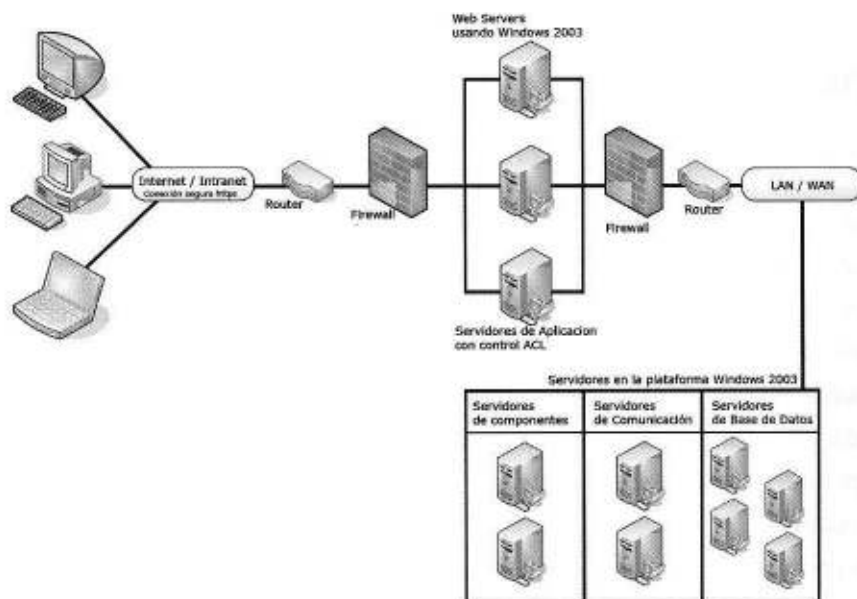 Web Servers
usando Windows 2003
Internet / Intranet
Conexión segura https
Router
Firewall
Firewall
Router
LAN / WAN
Servidores de Aplicacion
con control ACL
Servidores en la plataforma Windows 2003
Servidores
de componentes
Servidores
de Comunicación
Servidores
de Base de Datos